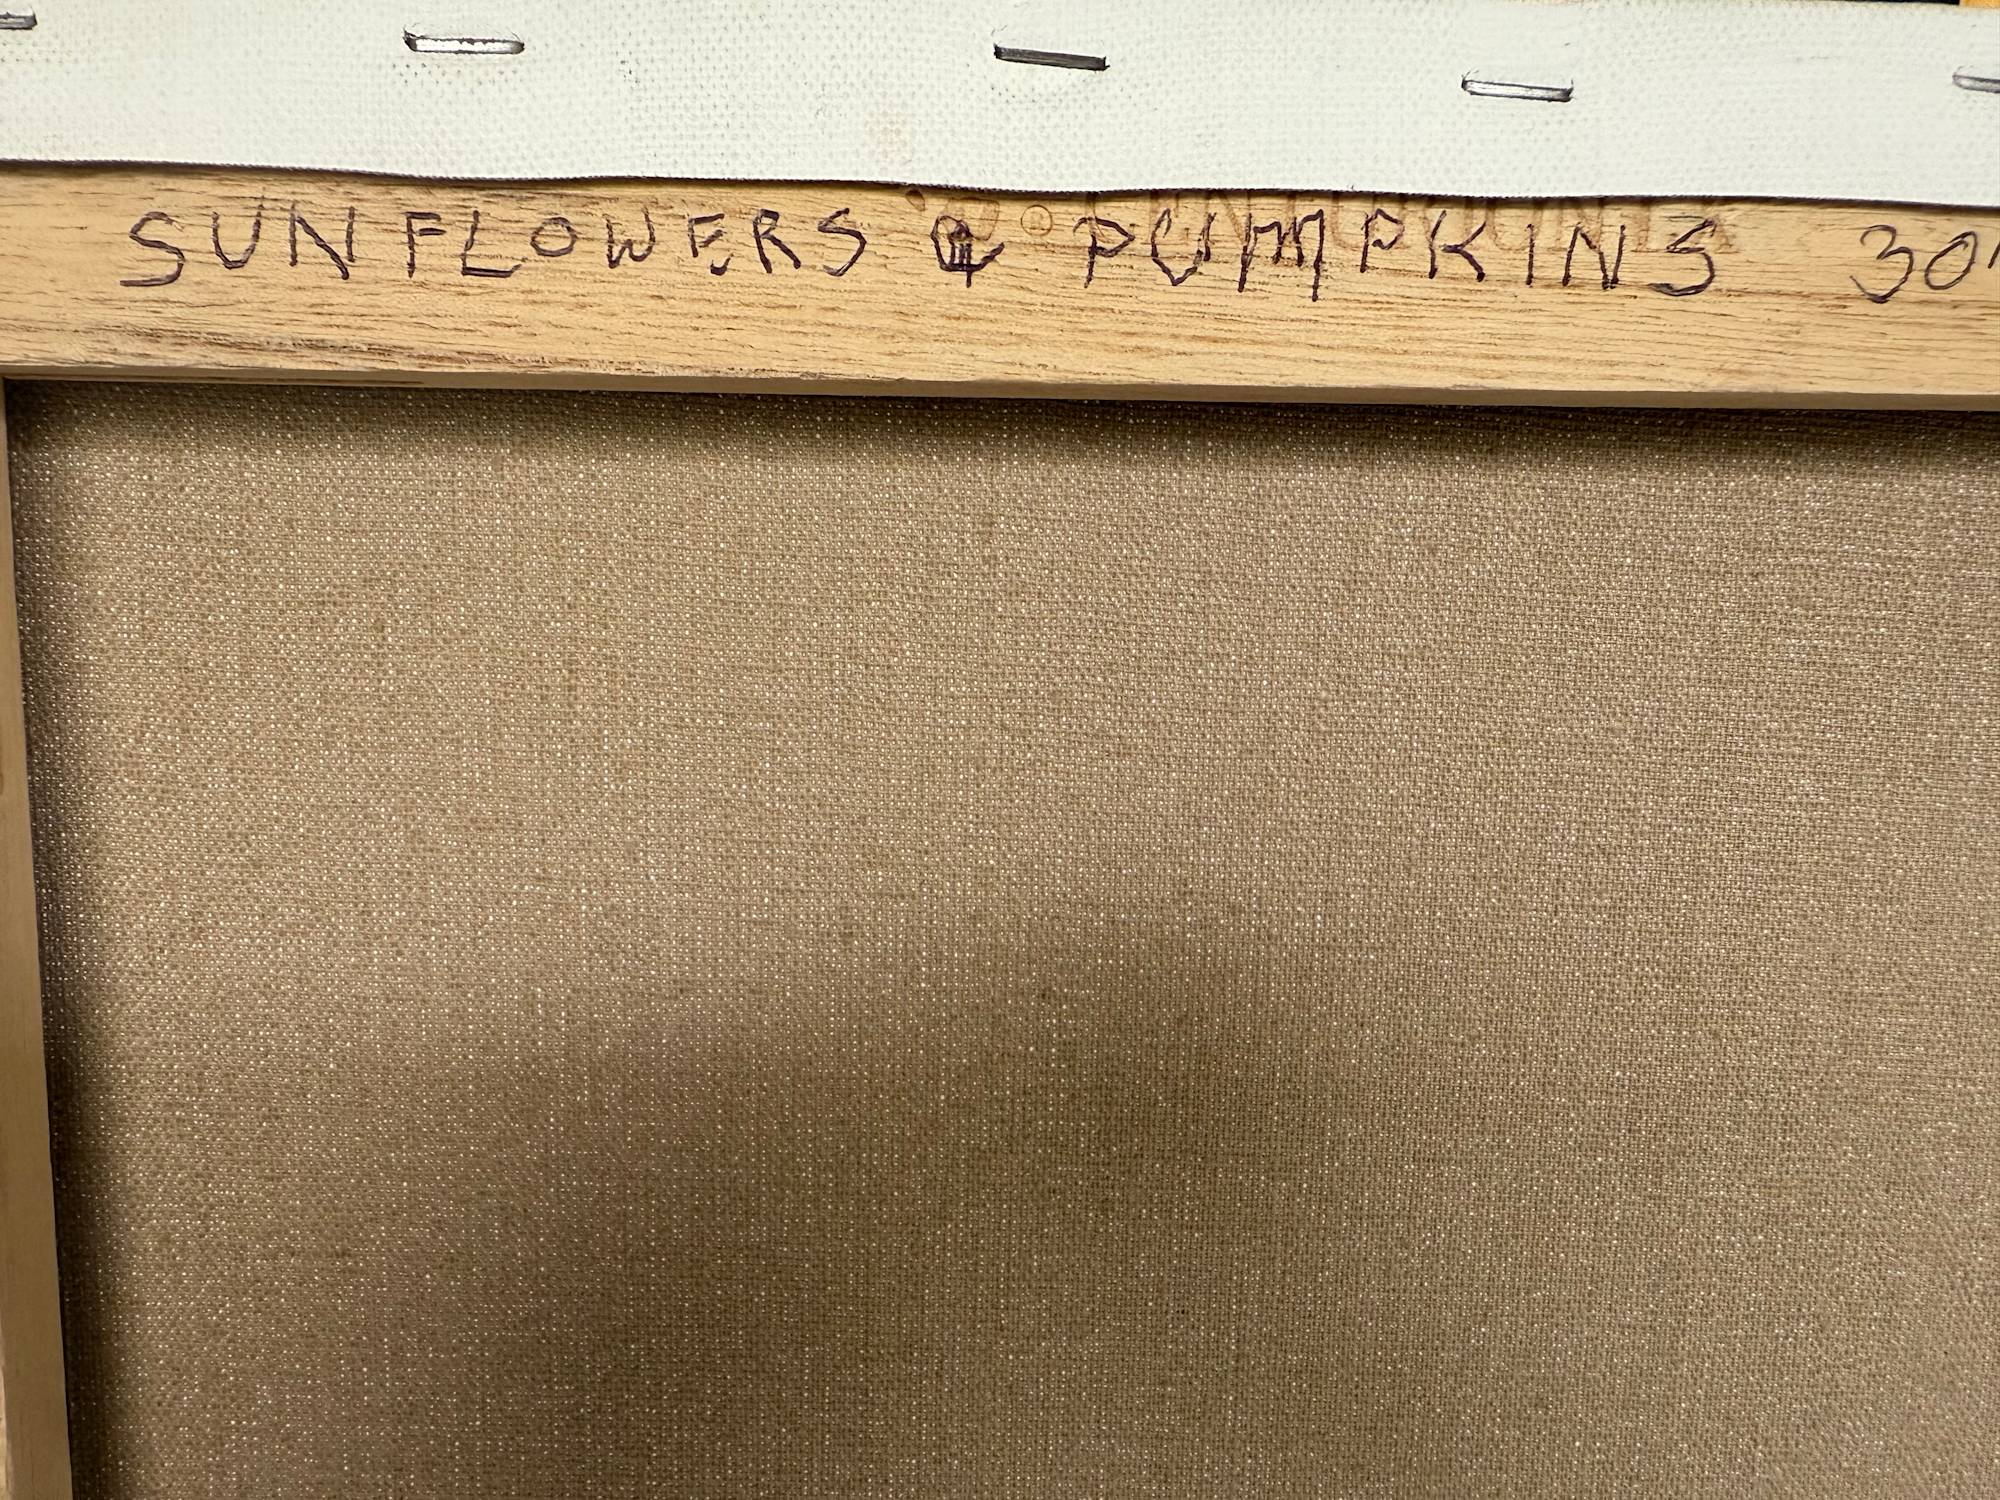 SUNFLOWERS & PUMPKINS 30"